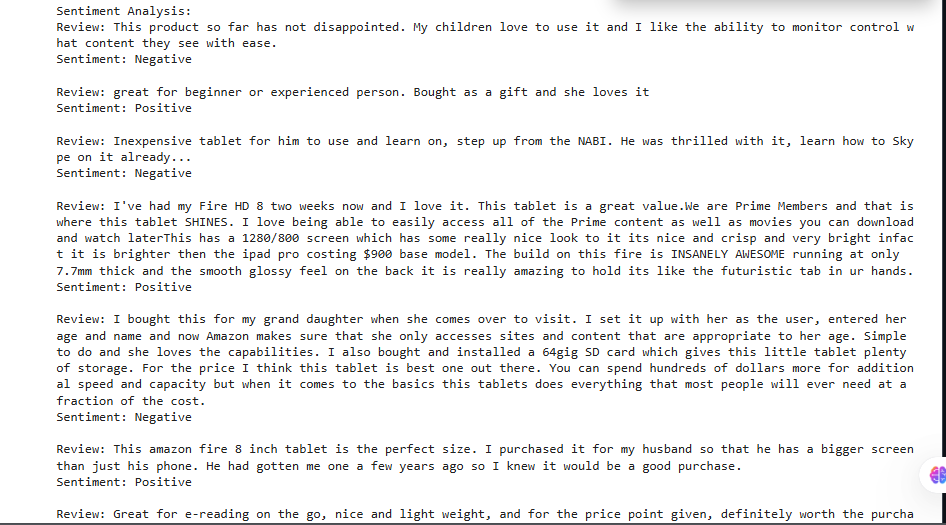 Sentiment Analysis:
Review: This product so far has not disappointed. My children love to use it and I like the ability to monitor control w
hat content they see with ease.
Sentiment: Negative
Review: great for beginner or experienced person. Bought as a gift and she loves it
Sentiment: Positive
Review: Inexpensive tablet for him to use and learn on, step up from the NABI. He was thrilled with it, learn how to Sky
pe on it already...
Sentiment: Negative
Review: I've had my Fire HD 8 two weeks now and I love it. This tablet is a great value.We are Prime Members and that is
where this tablet SHINES. I love being able to easily access all of the Prime content as well as movies you can download
and watch laterThis has a 1280/800 screen which has some really nice look to it its nice and crisp and very bright infac
t it is brighter then the ipad pro costing $900 base model. The build on this fire is INSANELY AWESOME running at only
7.7mm thick and the smooth glossy feel on the back it is really amazing to hold its like the futuristic tab in ur hands.
Sentiment: Positive
Review: I bought this for my grand daughter when she comes over to visit. I set it up with her as the user, entered her
age and name and now Amazon makes sure that she only accesses sites and content that are appropriate to her age. Simple
to do and she loves the capabilities. I also bought and installed a 64gig SD card which gives this little tablet plenty
of storage. For the price I think this tablet is best one out there. You can spend hundreds of dollars more for addition
al speed and capacity but when it comes to the basics this tablets does everything that most people will ever need at a
fraction of the cost.
Sentiment: Negative
Review: This amazon fire 8 inch tablet is the perfect size. I purchased it for my husband so that he has a bigger screen
than just his phone. He had gotten me one a few years ago so I knew it would be a good purchase.
Sentiment: Positive
Review: Great for e-reading on the go, nice and light weight, and for the price point given, definitely worth the purcha